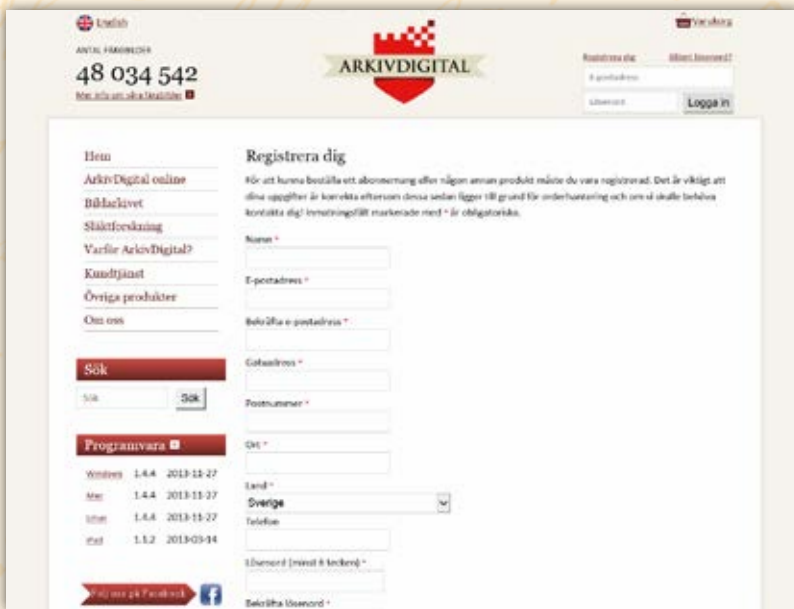 English
Varukorg
ANTAL FÄRGBILDER
48 034 542
Mer info om våra färgbilder
ARKIVDIGITAL
Registrera dig
Glömt lösenord?
E-postadress
Lösenord
Logga in
Hem
ArkivDigital online
Bildarkivet
Släktforskning
Varför ArkivDigital?
Kundtjänst
Övriga produkter
Om oss
Sök
Sök
Sök
Programvara
Windows 1.4.4 2013-11-27
Mac 1.4.4 2013-11-27
Linux 1.4.4 2013-11-27
iPad 1.1.2 2013-03-14
Följ oss på Facebook
Registrera dig
För att kunna beställa ett abonnemang eller någon annan produkt måste du vara registrerad. Det är viktigt att
dina uppgifter är korrekta eftersom dessa sedan ligger till grund för orderhantering och om vi skulle behöva
kontakta dig! Inmatningsfält markerade med * är obligatoriska.
Namn *
E-postadress *
Bekräfta e-postadress *
Gatuadress *
Postnummer *
Ort *
Land *
Sverige
Telefon
Lösenord (minst 6 tecken) *
Bekräfta lösenord *